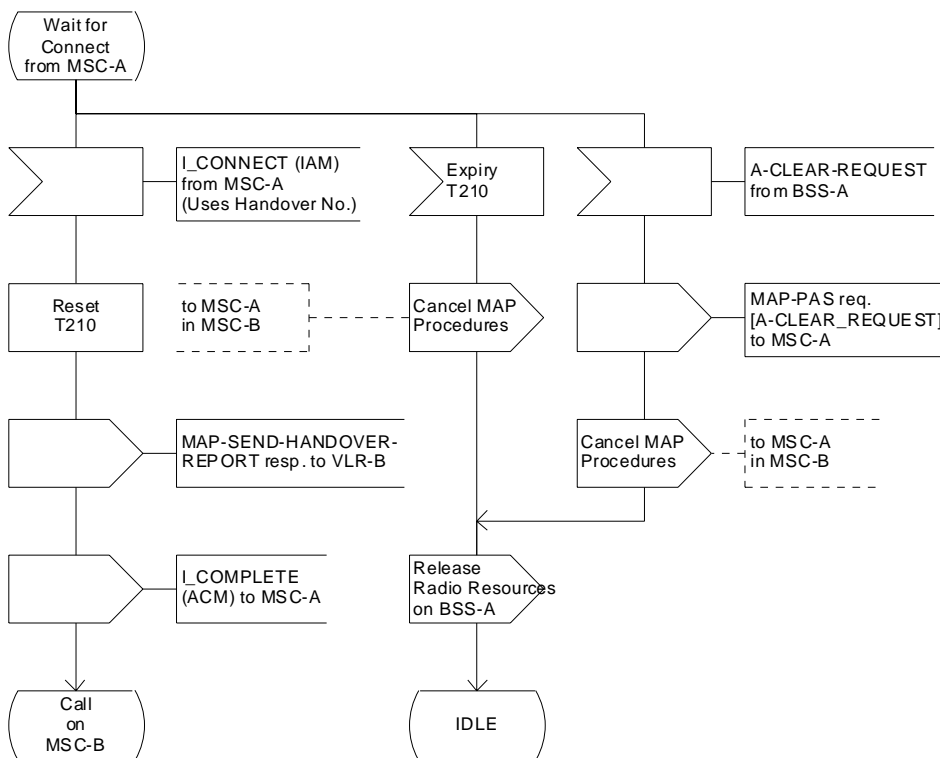 Wait for
Connect
from MSC-A
I_CONNECT (IAM)
from MSC-A
(Uses Handover No.)
Expiry
T210
A-CLEAR-REQUEST
from BSS-A
Reset
T210
to MSC-A
in MSC-B
Cancel MAP
Procedures
MAP-PAS req.
[A-CLEAR_REQUEST]
to MSC-A
MAP-SEND-HANDOVER-
REPORT resp. to VLR-B
Cancel MAP
Procedures
to MSC-A
in MSC-B
I_COMPLETE
(ACM) to MSC-A
Release
Radio Resources
on BSS-A
Call
on
MSC-B
IDLE